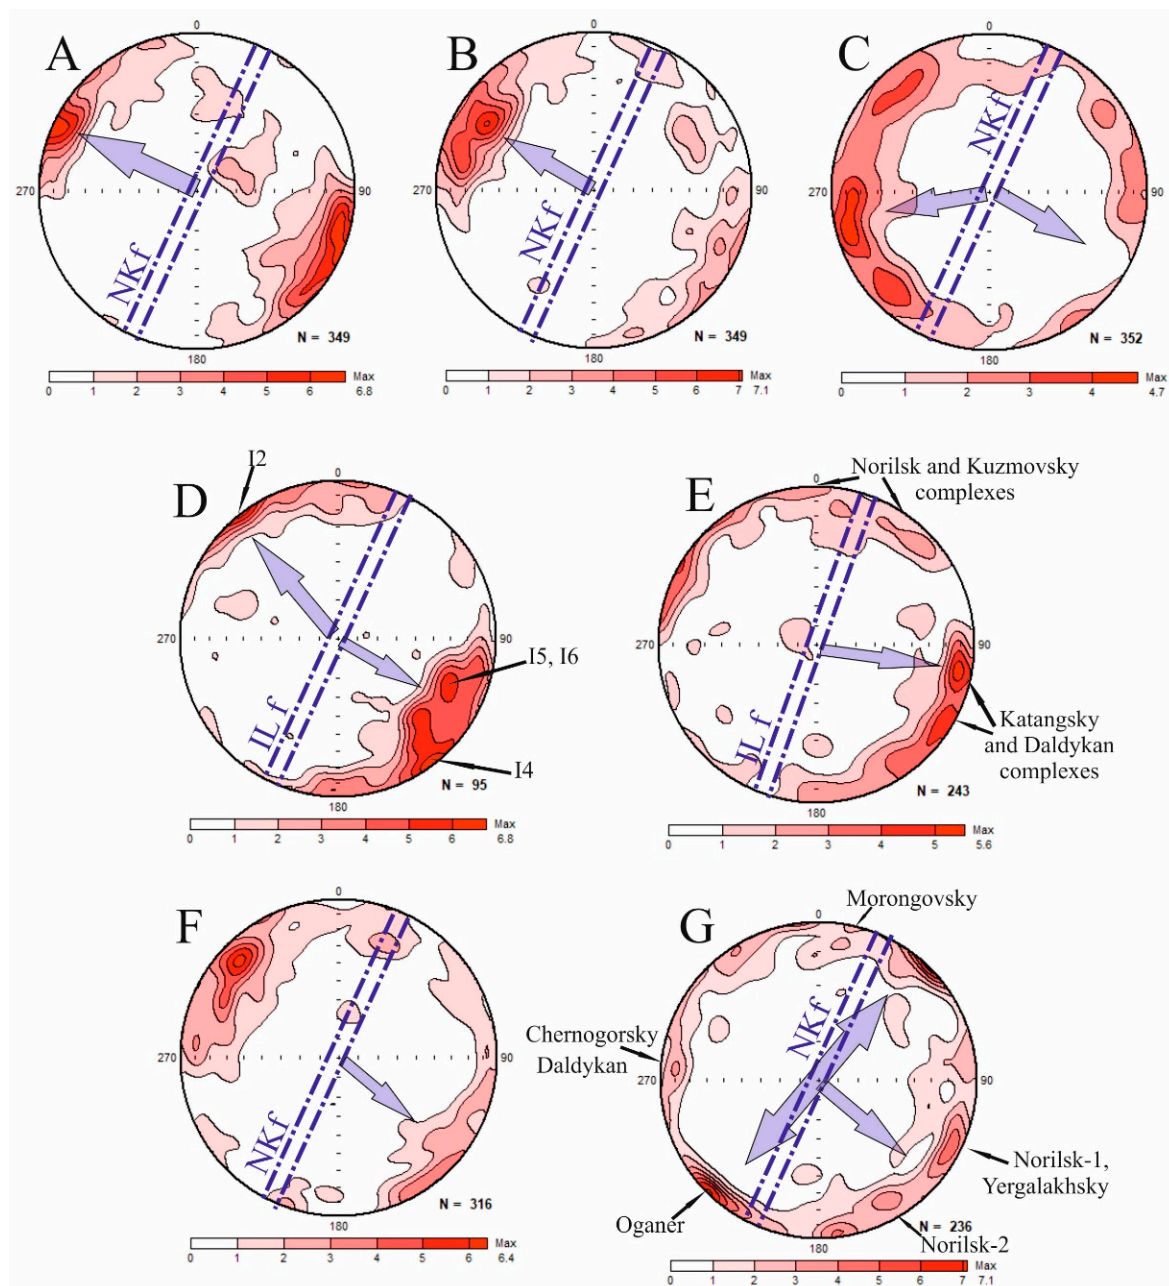 A
0
270
90
180
NKf
N = 349
0 1 2 3 4 5 6 Max
6.8
B
0
270
90
180
NKf
N = 349
0 1 2 3 4 5 6 7 Max
7.1
C
0
270
90
180
NKf
N = 352
0 1 2 3 4 Max
4.7
D
I2
0
270
90
180
IL f
I5, I6
I4
N = 95
0 1 2 3 4 5 6 Max
6.8
E
0
Norilsk and Kuzmovsky
complexes
270
90
180
IL f
Katangsky
and Daldykan
complexes
N = 243
0 1 2 3 4 5 Max
5.6
F
0
270
90
180
NKf
N = 316
0 1 2 3 4 5 6 Max
6.4
G
0
Morongovsky
Chernogorsky
Daldykan
270
90
180
NKf
Norilsk-1,
Yergalakhsky
Oganer
N = 236
Norilsk-2
0 1 2 3 4 5 6 7 Max
7.1